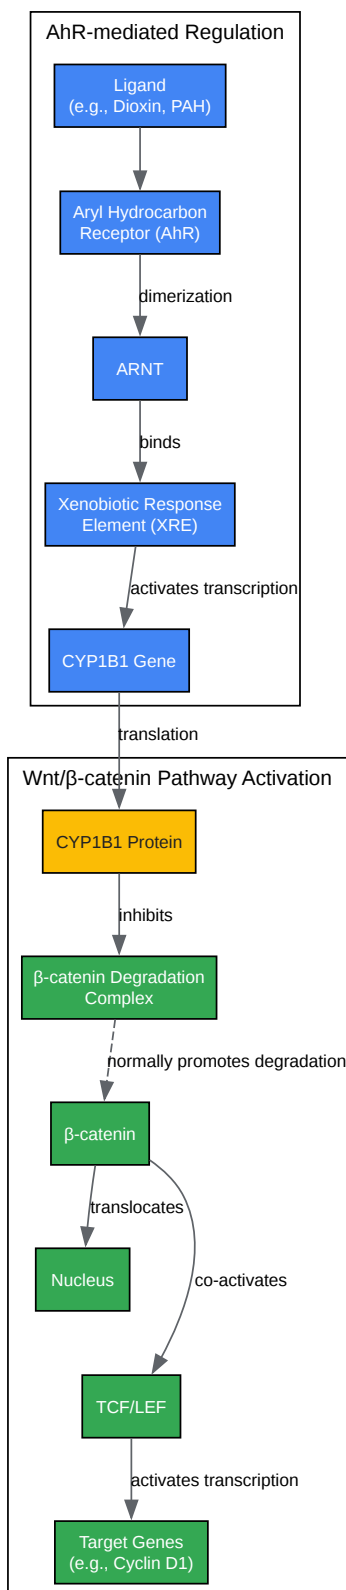 AhR-mediated Regulation
Ligand
(e.g., Dioxin, PAH)
Aryl Hydrocarbon
Receptor (AhR)
dimerization
ARNT
binds
Xenobiotic Response
Element (XRE)
activates transcription
CYP1B1 Gene
translation
Wnt/β-catenin Pathway Activation
CYP1B1 Protein
inhibits
β-catenin Degradation
Complex
normally promotes degradation
β-catenin
translocates
Nucleus
co-activates
TCF/LEF
activates transcription
Target Genes
(e.g., Cyclin D1)